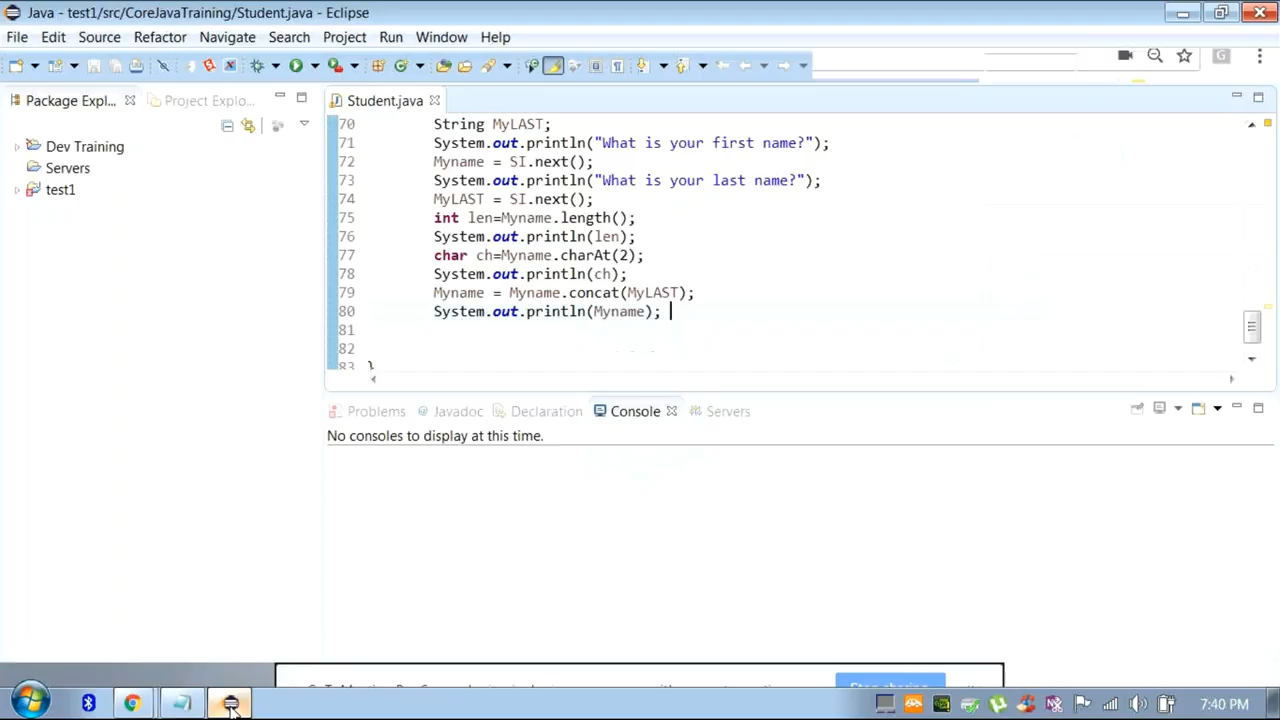 Java - test1/src/CoreJavaTraining/Student.java - Eclipse
File Edit Source Refactor Navigate Search Project Run Window Help
Package Expl... Project Explo... Student.java
70 String MyLAST;
71 System.out.println("What is your first name?");
72 Myname = SI.next();
73 System.out.println("What is your last name?");
74 MyLAST = SI.next();
75 int len=Myname.length();
76 System.out.println(len);
77 char ch=Myname.charAt(2);
78 System.out.println(ch);
79 Myname = Myname.concat(MyLAST);
80 System.out.println(Myname);
81
82
83 }
Dev Training
Servers
test1
Problems Javadoc Declaration Console Servers
No consoles to display at this time.
7:40 PM